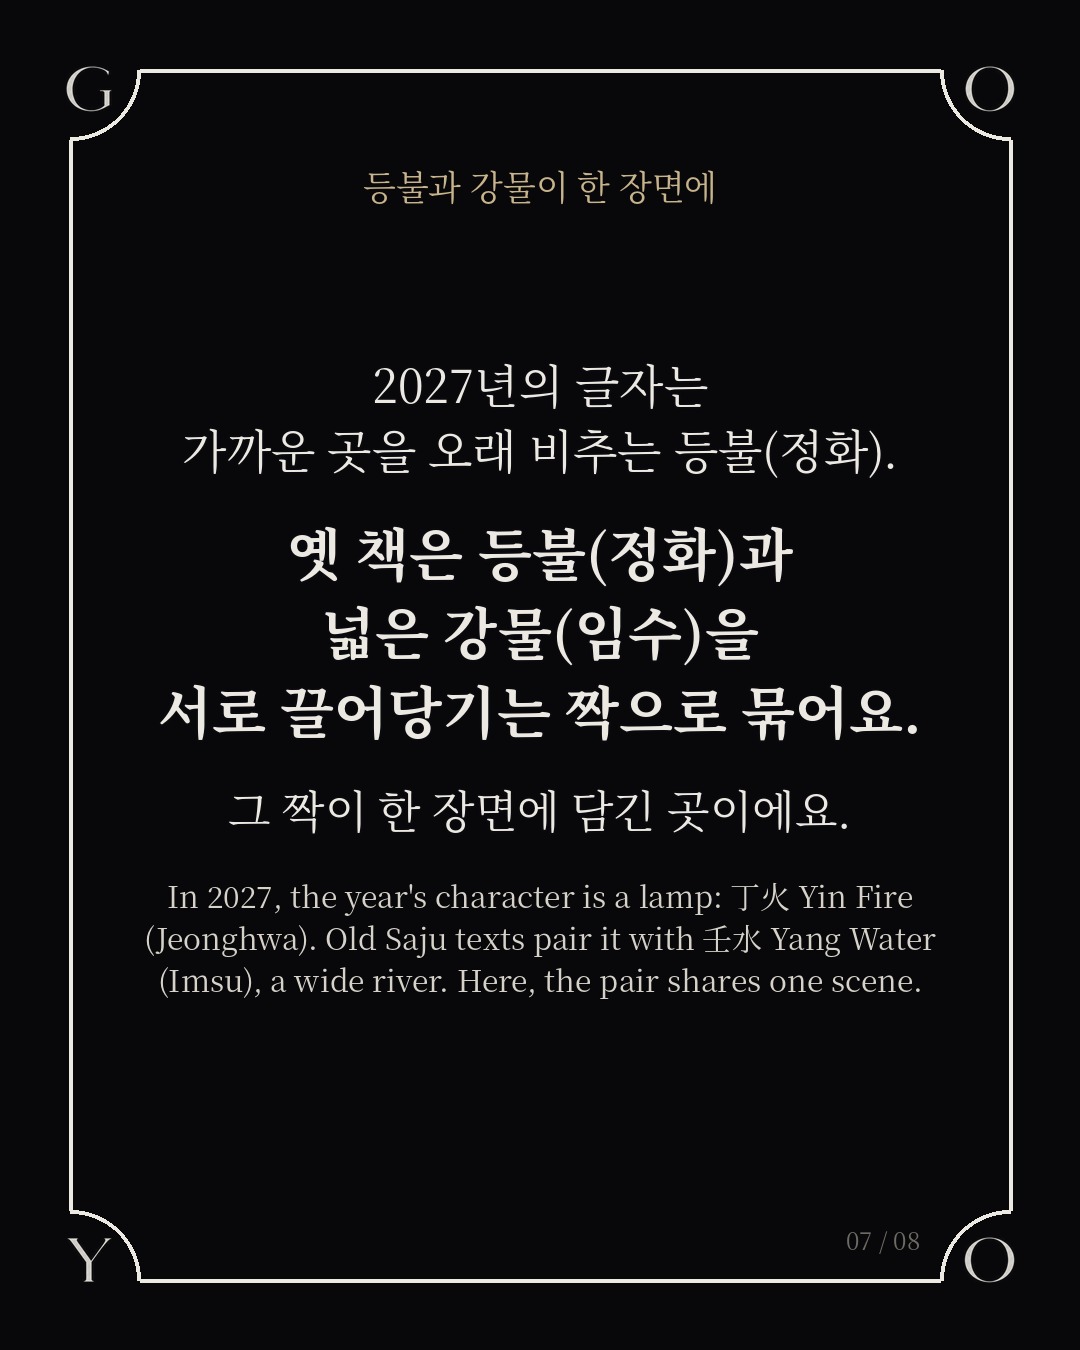 G O
등불과 강물이 한 장면에
2027년의 글자는
가까운 곳을 오래 비추는 등불(정화).
옛 책은 등불(정화)과
넓은 강물(임수)을
서로 끌어당기는 짝으로 묶어요.
그 짝이 한 장면에 담긴 곳이에요.
In 2027, the year's character is a lamp: 丁火 Yin Fire
(Jeonghwa). Old Saju texts pair it with 壬水 Yang Water
(Imsu), a wide river. Here, the pair shares one scene.
07 / 08
Y O